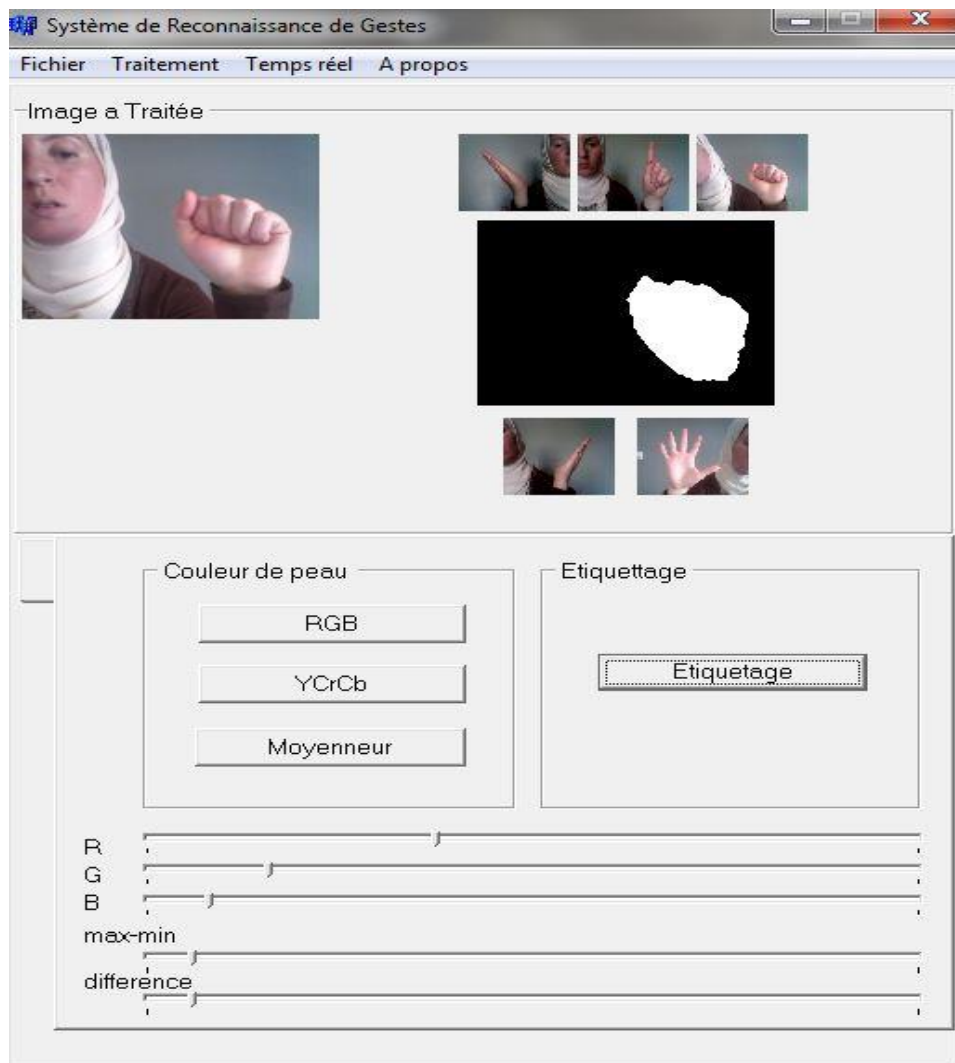 Système de Reconnaissance de Gestes
Fichier Traitement Temps réel A propos
Image a Traitée
Couleur de peau
RGB
YCrCb
Moyenneur
Etiquettage
Etiquetage
R
G
B
max-min
difference